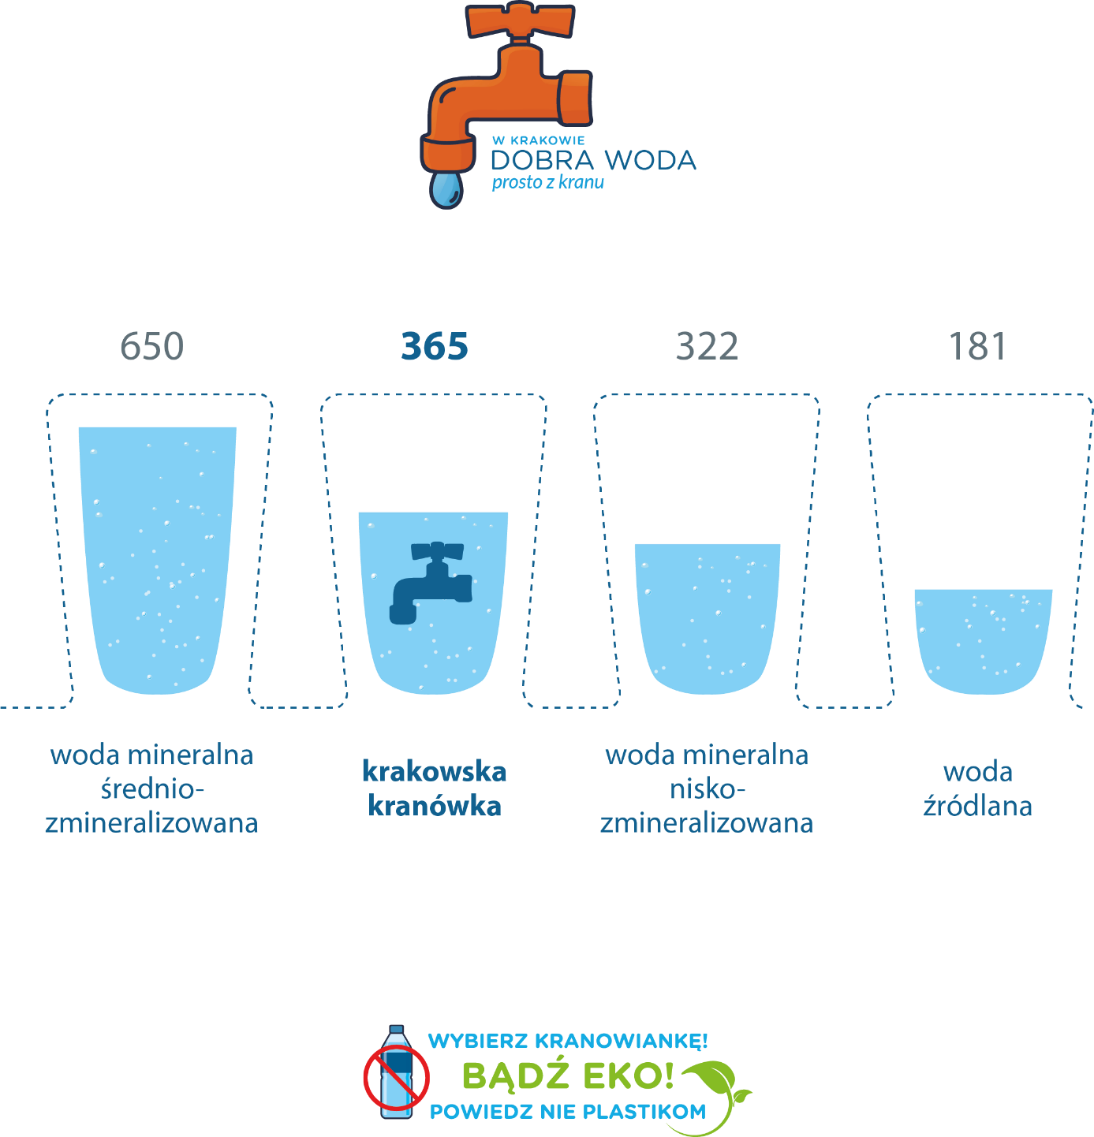 W KRAKOWIE
DOBRA WODA
prosto z kranu
650
365
322
181
woda mineralna
średnio-
zmineralizowana
krakowska
kranówka
woda mineralna
nisko-
zmineralizowana
woda
źródlana
WYBIERZ KRANOWIANKĘ!
BĄDŹ EKO!
POWIEDZ NIE PLASTIKOM